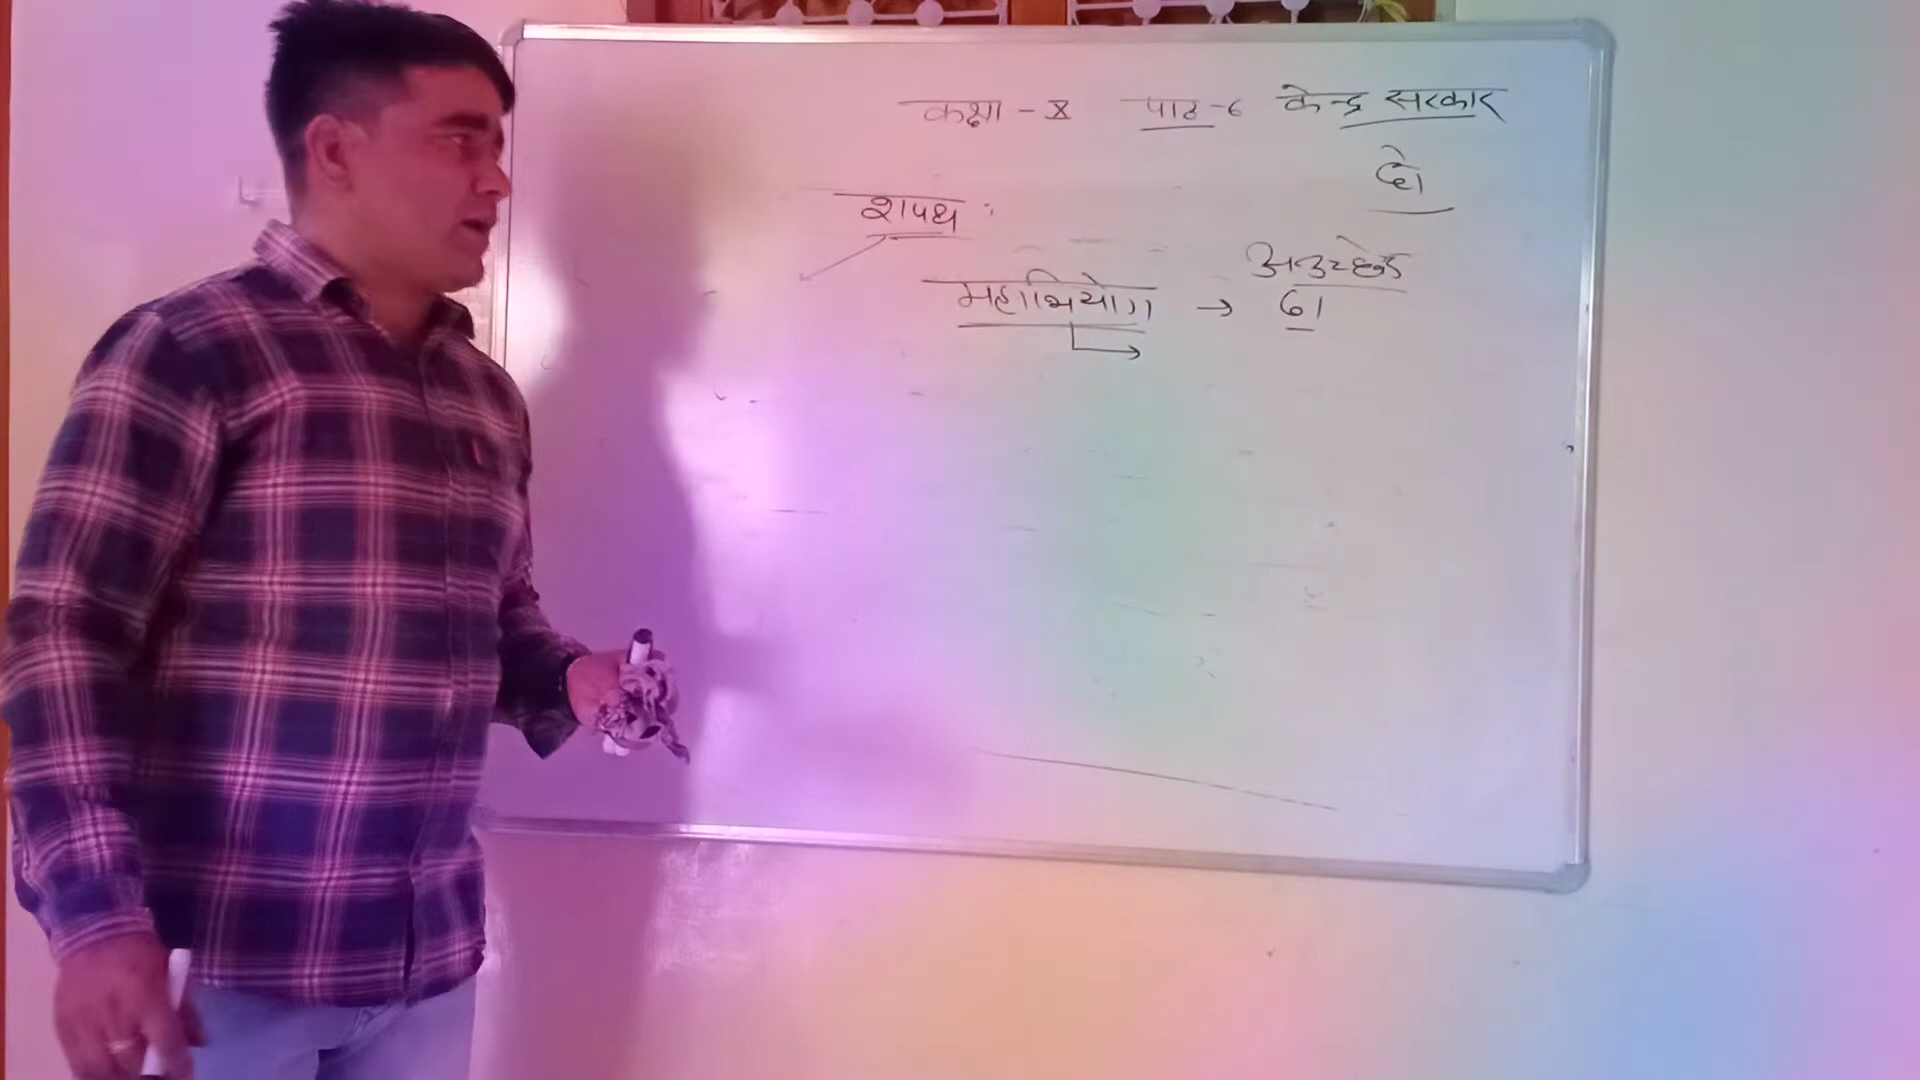 कक्षा - X पाठ - 6 केन्द्र सरकार
शपथ :
अनुच्छेद
महाभियोग → 61